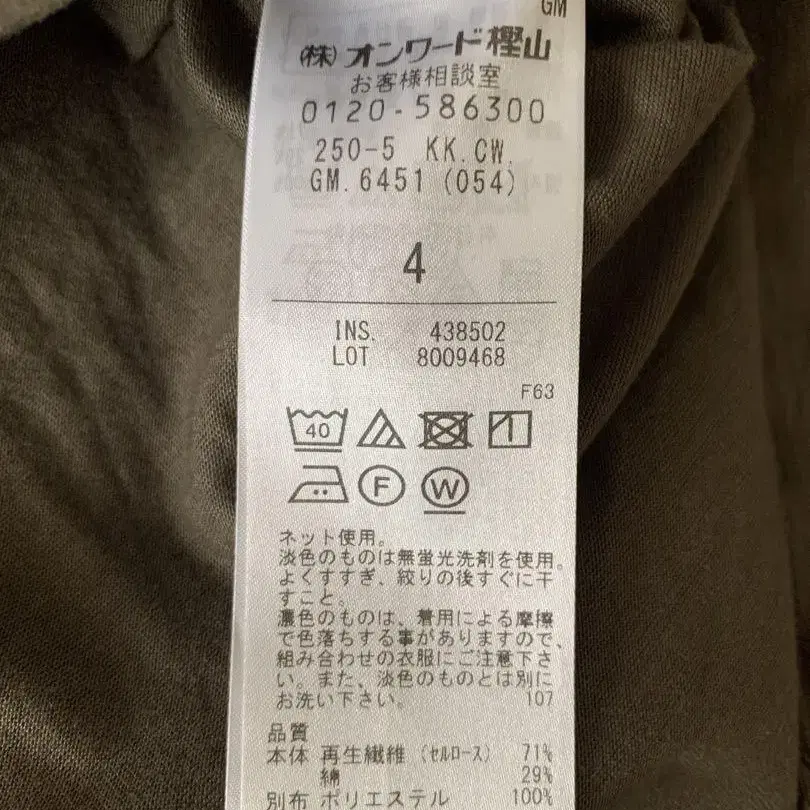 GM
(株)オンワード樫山
お客様相談室
0120-586300
250-5 KK.CW.
GM.6451 (054)
4
INS. 438502
LOT 8009468
F63
40
F W
ネット使用。
淡色のものは無蛍光洗剤を使用。
よくすすぎ、絞りの後すぐに干
すこと。
濃色のものは、着用による摩擦
で色落ちする事がありますので、
組み合わせの衣服にご注意下さ
い。また、淡色のものとは別に
お洗い下さい。 107
品質
本体 再生繊維 (セルロース) 71%
綿 29%
別布 ポリエステル 100%